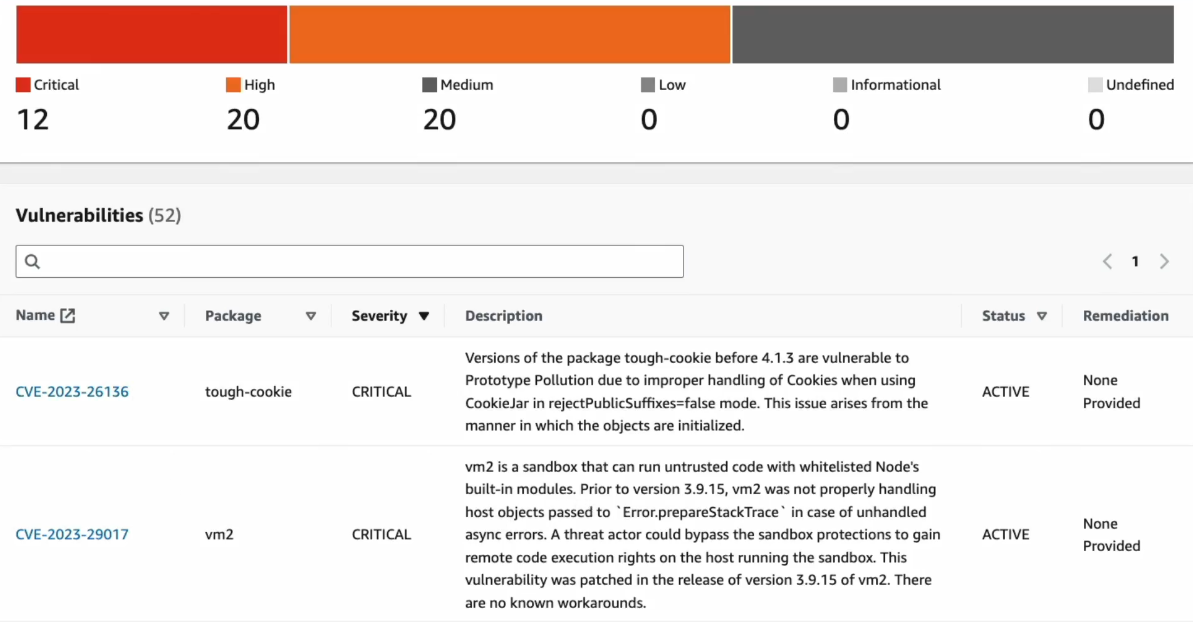 Critical High Medium Low Informational Undefined
12 20 20 0 0 0
Vulnerabilities (52)
1
Name Package Severity Description Status Remediation
Versions of the package tough-cookie before 4.1.3 are vulnerable to
Prototype Pollution due to improper handling of Cookies when using
CookieJar in rejectPublicSuffixes=false mode. This issue arises from the
manner in which the objects are initialized.
CVE-2023-26136 tough-cookie CRITICAL ACTIVE None
Provided
vm2 is a sandbox that can run untrusted code with whitelisted Node's
built-in modules. Prior to version 3.9.15, vm2 was not properly handling
host objects passed to `Error.prepareStackTrace` in case of unhandled
async errors. A threat actor could bypass the sandbox protections to gain
remote code execution rights on the host running the sandbox. This
vulnerability was patched in the release of version 3.9.15 of vm2. There
are no known workarounds.
CVE-2023-29017 vm2 CRITICAL ACTIVE None
Provided